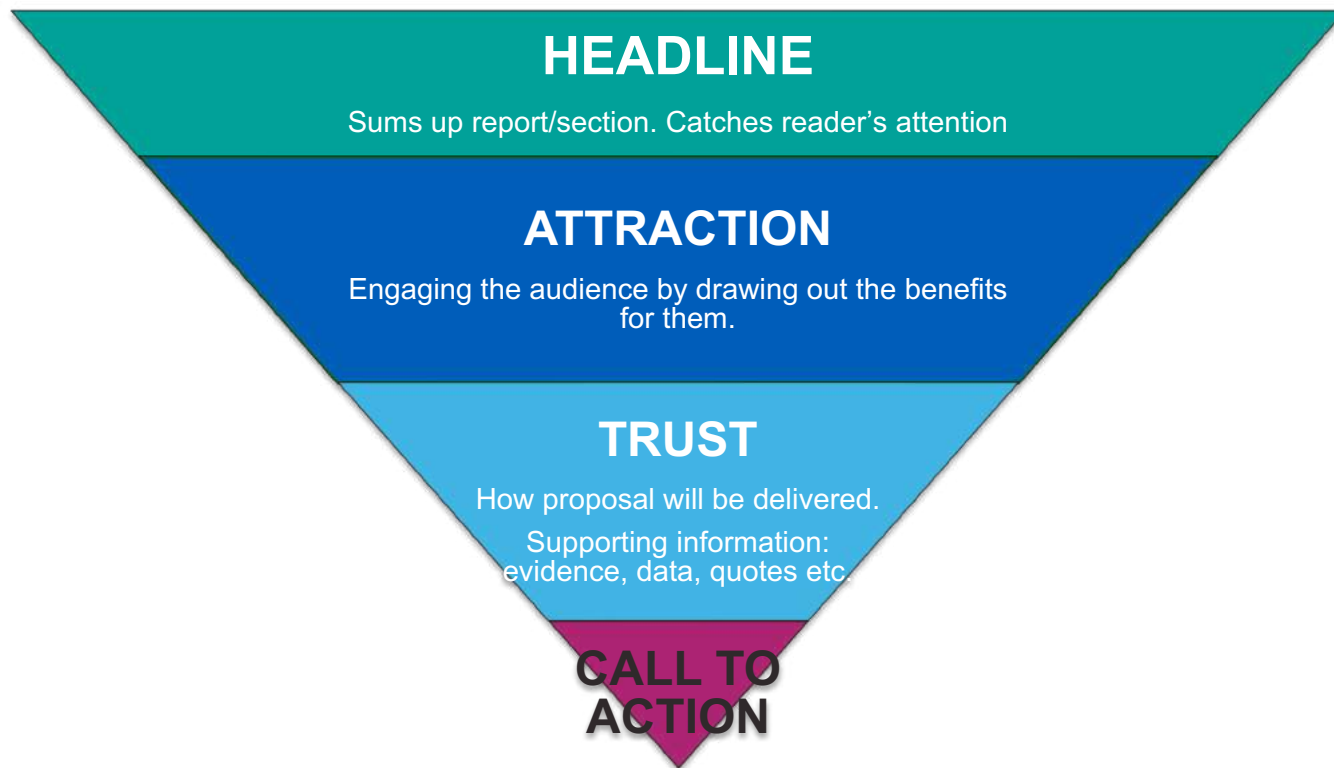 HEADLINE
Sums up report/section. Catches reader’s attention
ATTRACTION
Engaging the audience by drawing out the benefits
for them.
TRUST
How proposal will be delivered.
Supporting information:
evidence, data, quotes etc.
CALL TO
ACTION